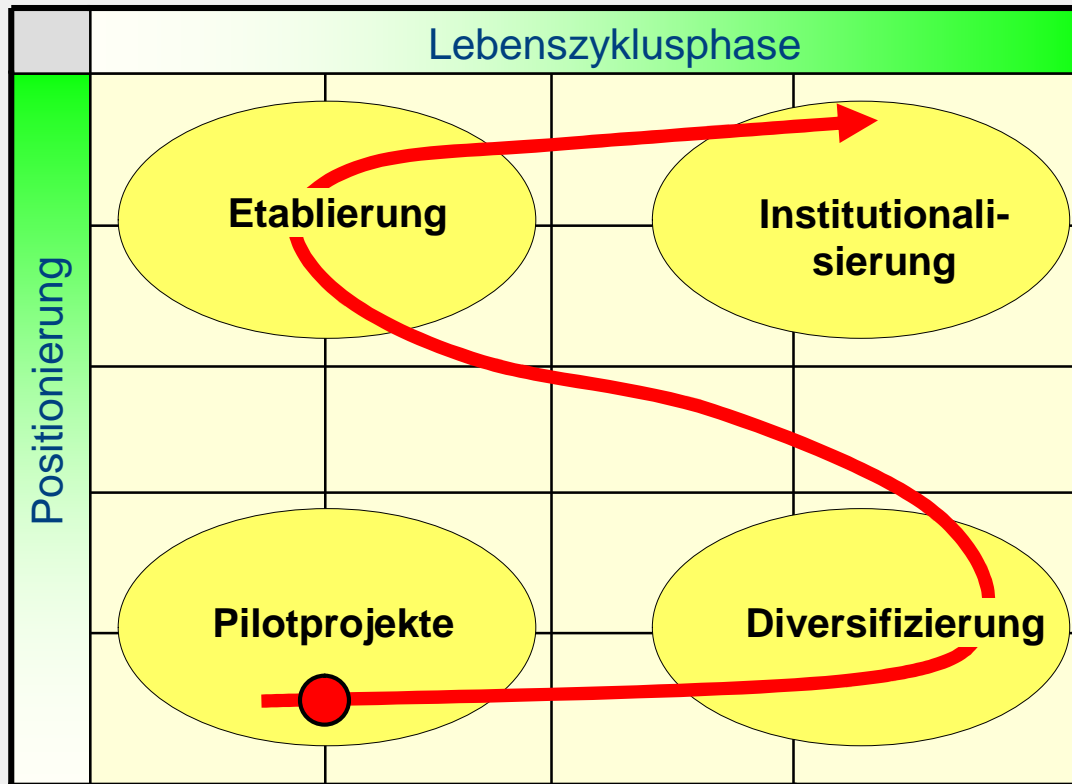 Lebenszyklusphase
Positionierung
Etablierung
Institutionali-
sierung
Pilotprojekte
Diversifizierung